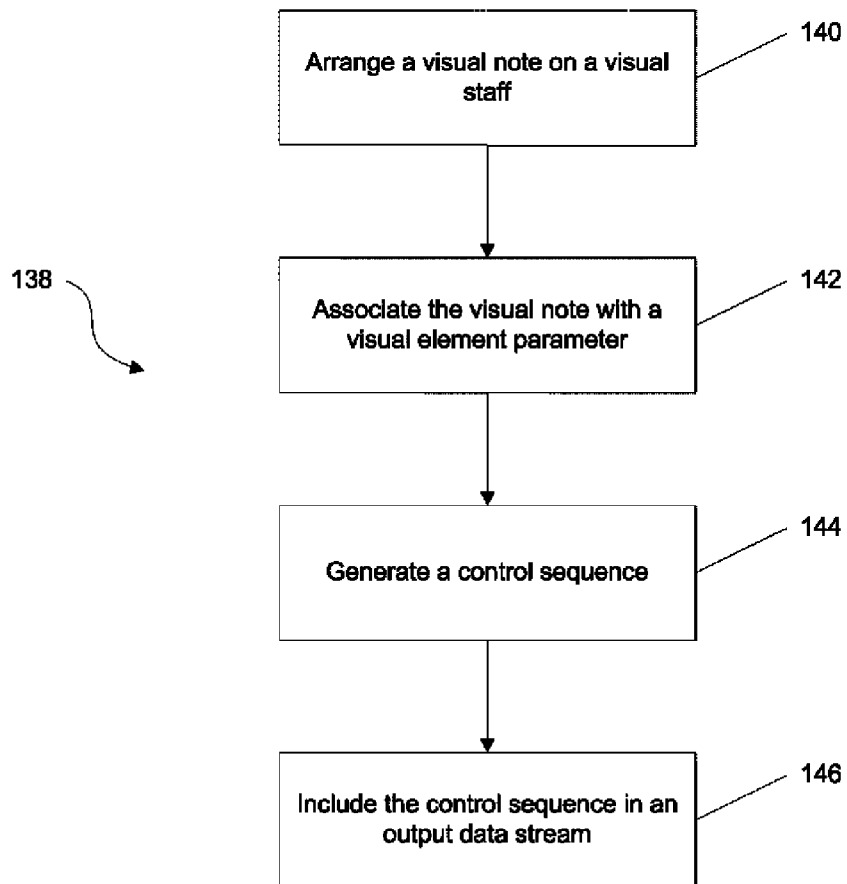 140
Arrange a visual note on a visual
staff
138
142
Associate the visual note with a
visual element parameter
144
Generate a control sequence
146
Include the control sequence in an
output data stream